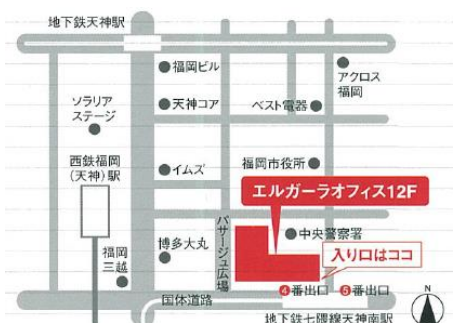 地下鉄天神駅
福岡ビル
アクロス
福岡
ソラリア
ステージ
天神コア
ベスト電器
西鉄福岡
(天神)駅
イムズ
福岡市役所
エルガーラオフィス12F
パサージュ広場
中央警察署
博多大丸
入り口はココ
福岡
三越
国体道路
④番出口
⑤番出口
地下鉄七隈線天神南駅
N